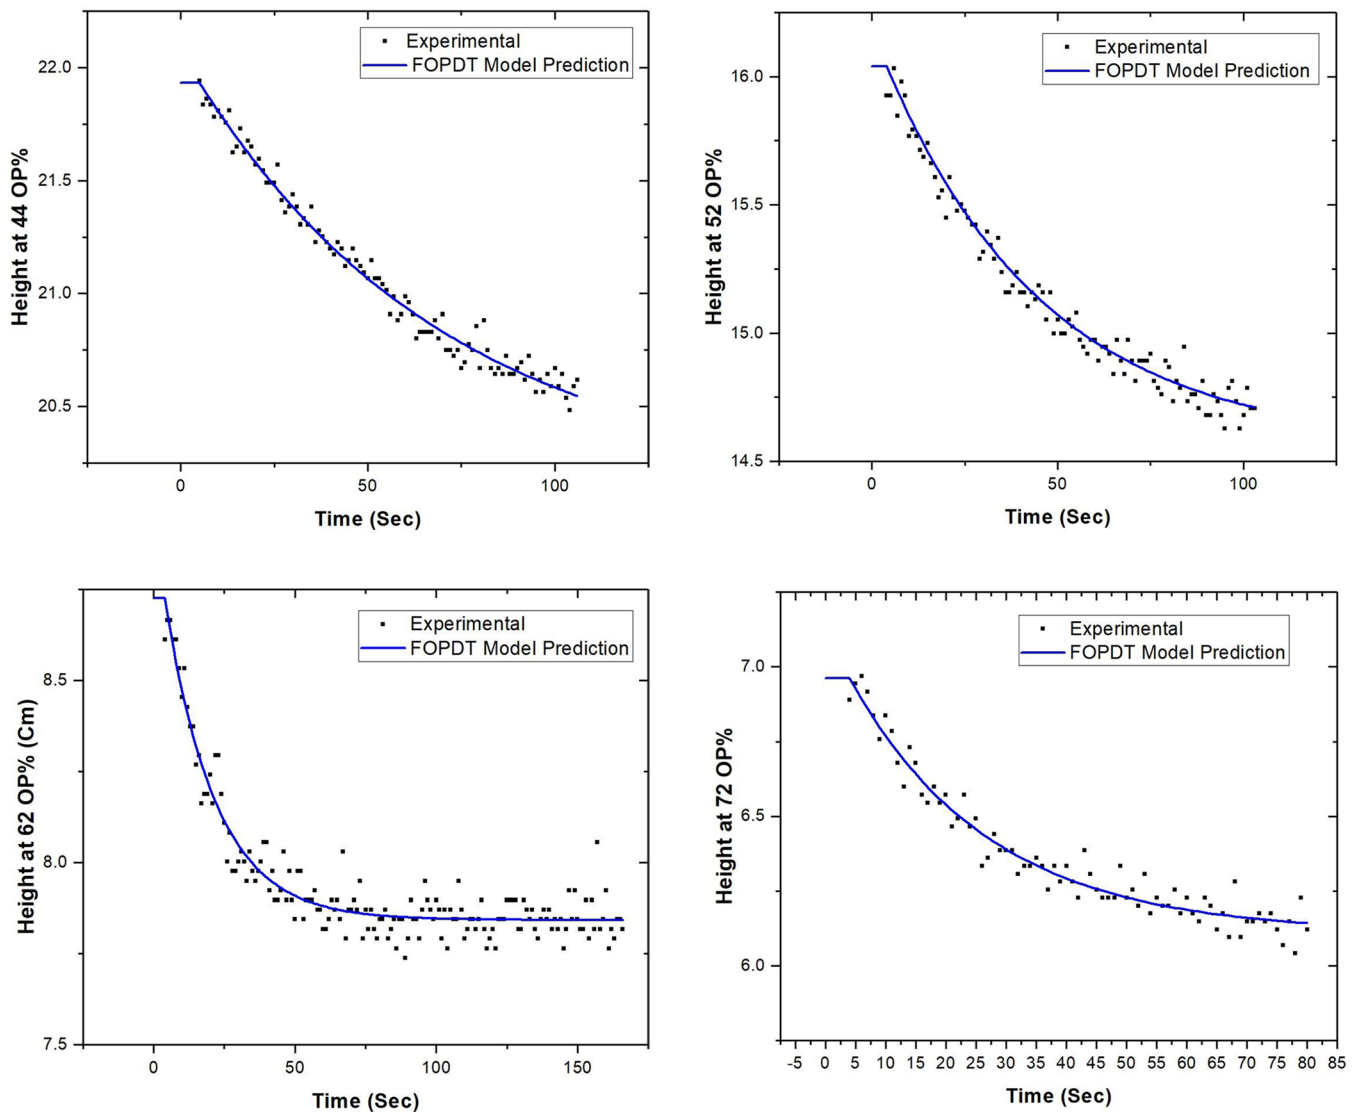 Experimental
FOPDT Model Prediction
22.0
21.5
21.0
20.5
Height at 44 OP%
0
50
100
Time (Sec)
Experimental
FOPDT Model Prediction
16.0
15.5
15.0
14.5
Height at 52 OP%
0
50
100
Time (Sec)
Experimental
FOPDT Model Prediction
8.5
8.0
7.5
Height at 62 OP% (Cm)
0
50
100
150
Time (Sec)
Experimental
FOPDT Model Prediction
7.0
6.5
6.0
Height at 72 OP%
-5 0 5 10 15 20 25 30 35 40 45 50 55 60 65 70 75 80 85
Time (Sec)